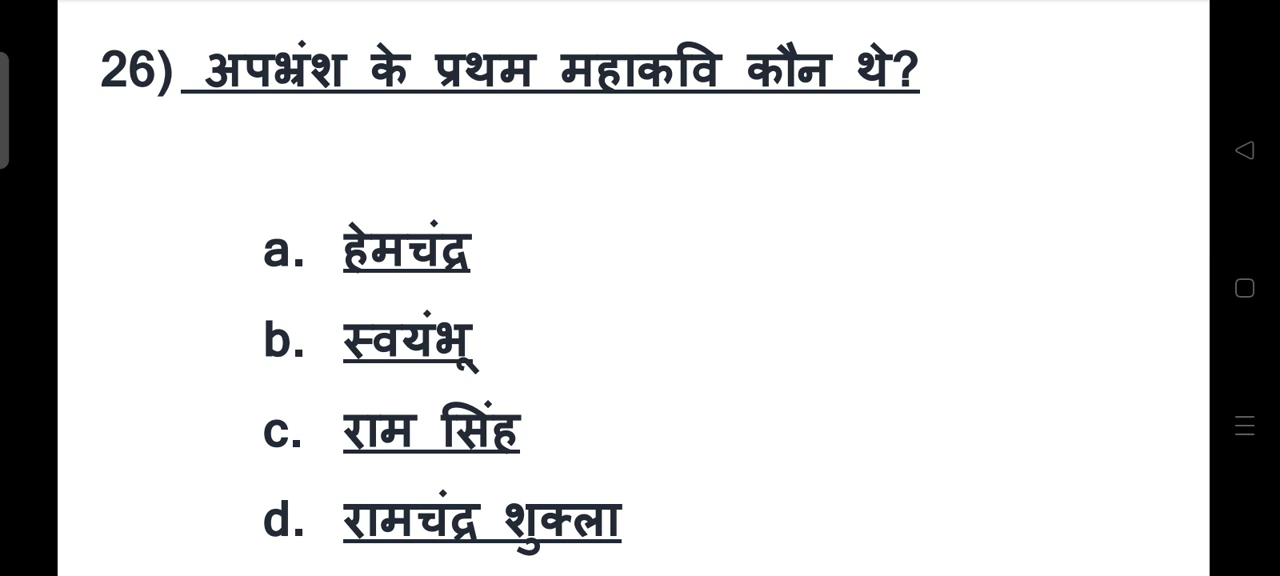 26) अपभ्रंश के प्रथम महाकवि कौन थे?
a. हेमचंद्र
b. स्वयंभू
c. राम सिंह
d. रामचंद्र शुक्ला